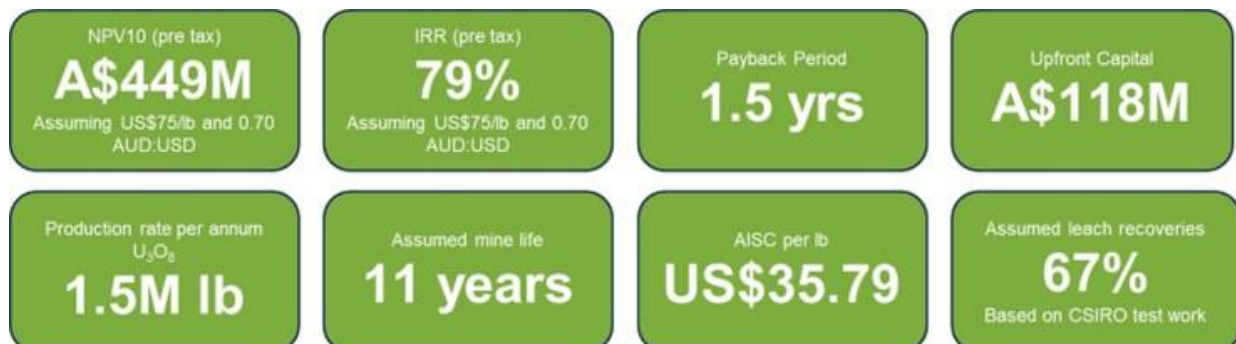 NPV10 (pre tax)
A$449M
Assuming US$75/lb and 0.70
AUD:USD
IRR (pre tax)
79%
Assuming US$75/lb and 0.70
AUD:USD
Payback Period
1.5 yrs
Upfront Capital
A$118M
Production rate per annum
U₃O₈
1.5M lb
Assumed mine life
11 years
AISC per lb
US$35.79
Assumed leach recoveries
67%
Based on CSIRO test work